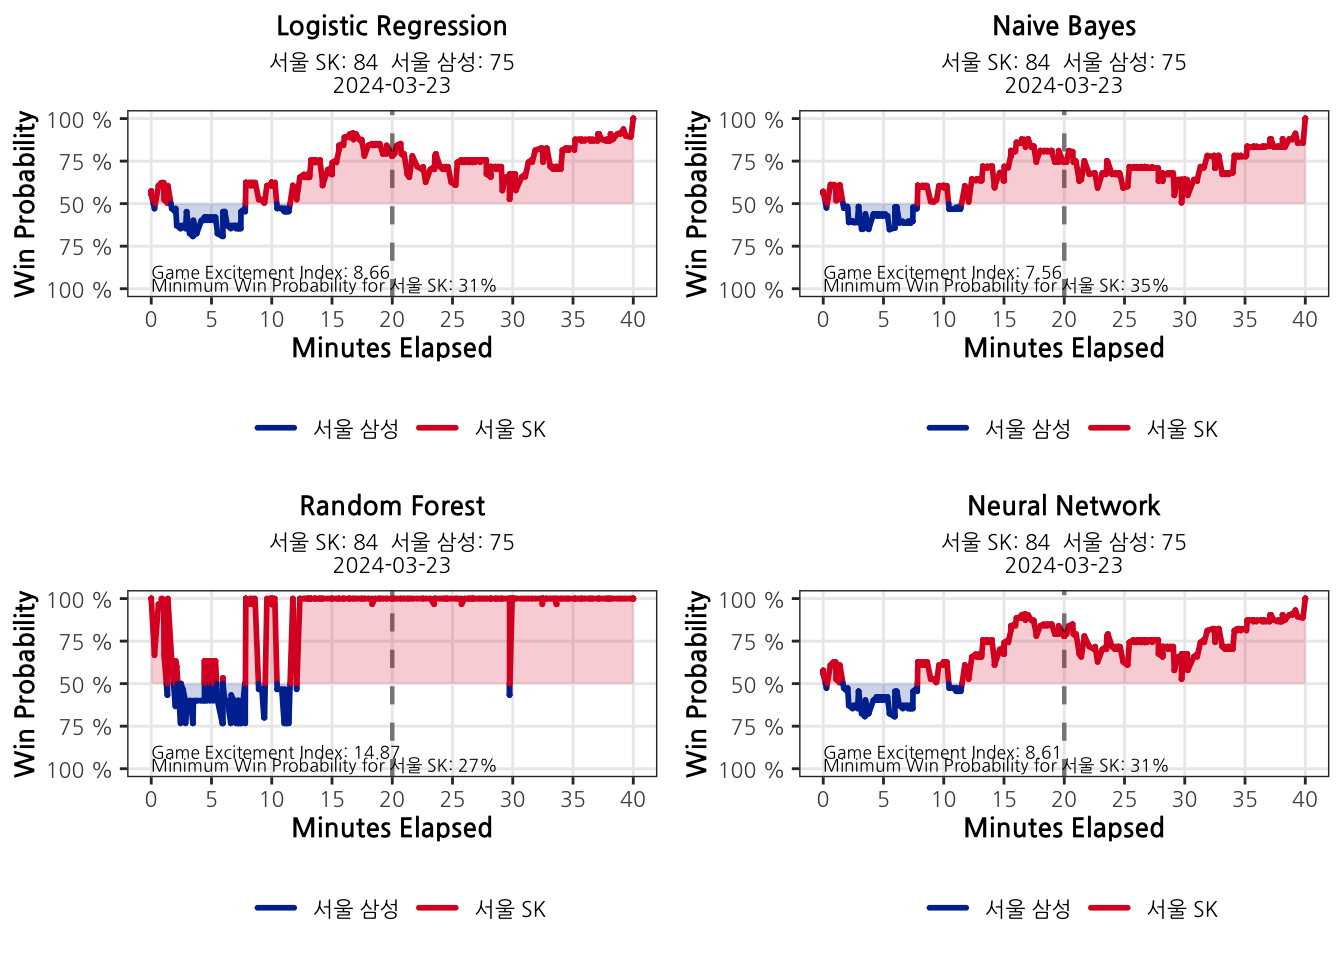 Logistic Regression
서울 SK: 84 서울 삼성: 75
2024-03-23
Win Probability
100 %
75 %
50 %
75 %
100 %
Game Excitement Index: 8.66
Minimum Win Probability for 서울 SK: 31%
0 5 10 15 20 25 30 35 40
Minutes Elapsed
서울 삼성 서울 SK
Naive Bayes
서울 SK: 84 서울 삼성: 75
2024-03-23
Win Probability
100 %
75 %
50 %
75 %
100 %
Game Excitement Index: 7.56
Minimum Win Probability for 서울 SK: 35%
0 5 10 15 20 25 30 35 40
Minutes Elapsed
서울 삼성 서울 SK
Random Forest
서울 SK: 84 서울 삼성: 75
2024-03-23
Win Probability
100 %
75 %
50 %
75 %
100 %
Game Excitement Index: 14.87
Minimum Win Probability for 서울 SK: 27%
0 5 10 15 20 25 30 35 40
Minutes Elapsed
서울 삼성 서울 SK
Neural Network
서울 SK: 84 서울 삼성: 75
2024-03-23
Win Probability
100 %
75 %
50 %
75 %
100 %
Game Excitement Index: 8.61
Minimum Win Probability for 서울 SK: 31%
0 5 10 15 20 25 30 35 40
Minutes Elapsed
서울 삼성 서울 SK